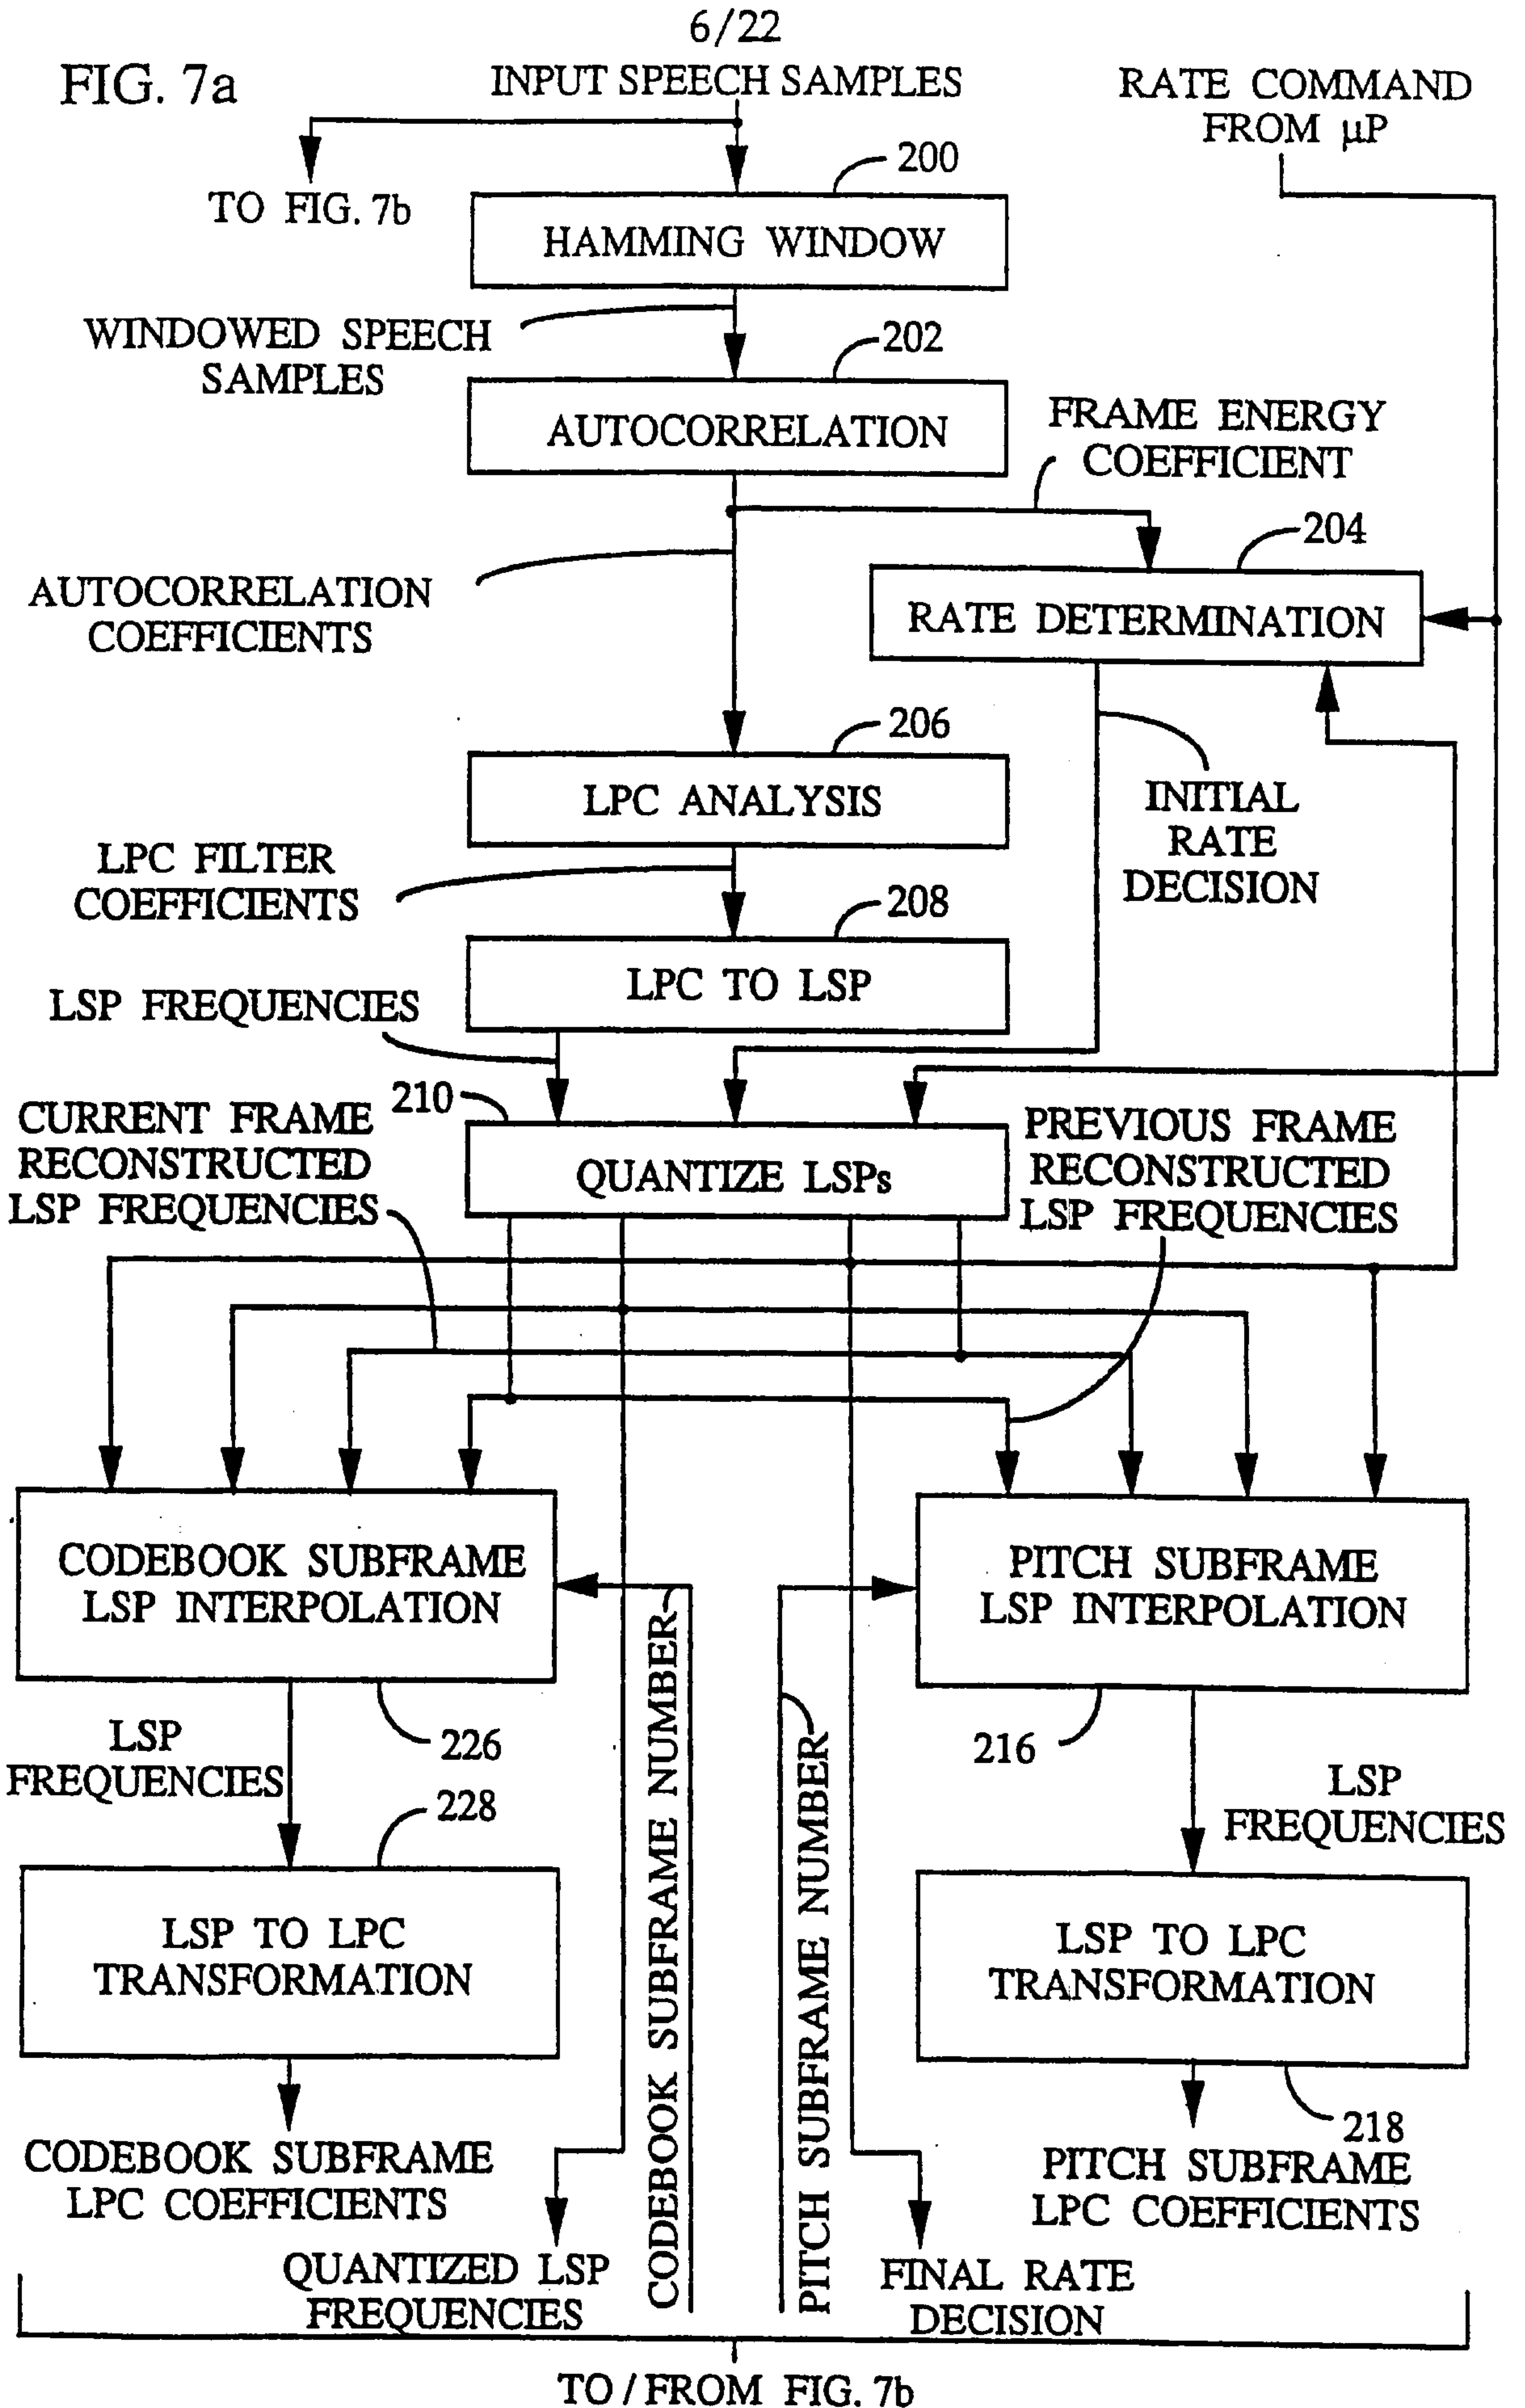 6/22
FIG. 7a
INPUT SPEECH SAMPLES
RATE COMMAND
FROM µP
TO FIG. 7b
200
HAMMING WINDOW
WINDOWED SPEECH
SAMPLES
202
AUTOCORRELATION
FRAME ENERGY
COEFFICIENT
204
AUTOCORRELATION
COEFFICIENTS
RATE DETERMINATION
206
LPC ANALYSIS
INITIAL
RATE
DECISION
LPC FILTER
COEFFICIENTS
208
LPC TO LSP
LSP FREQUENCIES
210
CURRENT FRAME
RECONSTRUCTED
LSP FREQUENCIES
QUANTIZE LSPs
PREVIOUS FRAME
RECONSTRUCTED
LSP FREQUENCIES
CODEBOOK SUBFRAME
LSP INTERPOLATION
PITCH SUBFRAME
LSP INTERPOLATION
226
216
LSP
FREQUENCIES
LSP
FREQUENCIES
228
CODEBOOK SUBFRAME NUMBER
PITCH SUBFRAME NUMBER
LSP TO LPC
TRANSFORMATION
LSP TO LPC
TRANSFORMATION
218
CODEBOOK SUBFRAME
LPC COEFFICIENTS
PITCH SUBFRAME
LPC COEFFICIENTS
QUANTIZED LSP
FREQUENCIES
FINAL RATE
DECISION
TO / FROM FIG. 7b